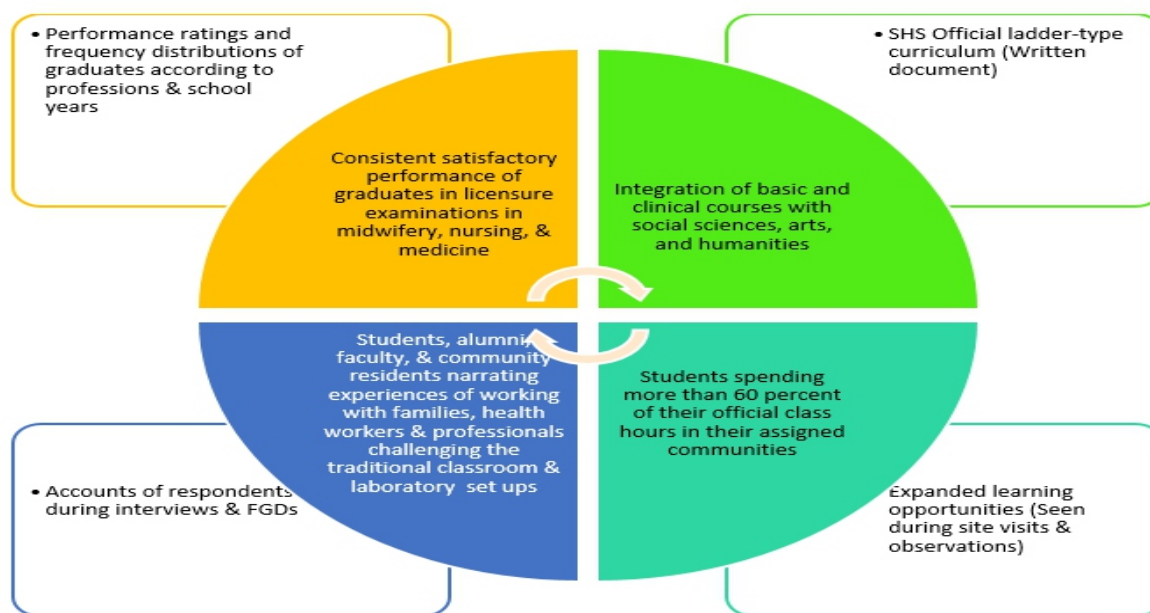 • Performance ratings and
frequency distributions of
graduates according to
professions & school
years
• SHS Official ladder-type
curriculum (Written
document)
Consistent satisfactory
performance of
graduates in licensure
examinations in
midwifery, nursing, &
medicine
Integration of basic and
clinical courses with
social sciences, arts,
and humanities
Students, alumni,
faculty, & community
residents narrating
experiences of working
with families, health
workers & professionals
challenging the
traditional classroom &
laboratory set ups
Students spending
more than 60 percent
of their official class
hours in their assigned
communities
• Accounts of respondents
during interviews & FGDs
Expanded learning
opportunities (Seen
during site visits &
observations)